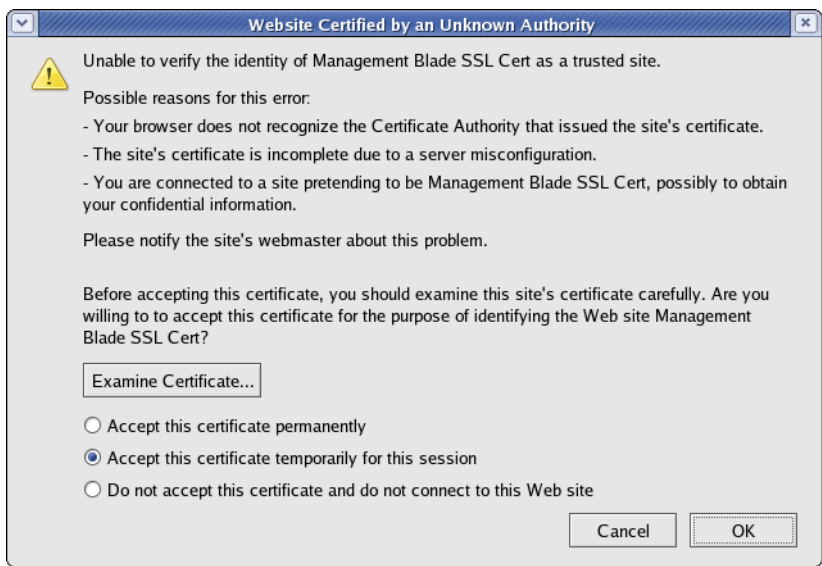 Website Certified by an Unknown Authority
Unable to verify the identity of Management Blade SSL Cert as a trusted site.
Possible reasons for this error:
- Your browser does not recognize the Certificate Authority that issued the site's certificate.
- The site's certificate is incomplete due to a server misconfiguration.
- You are connected to a site pretending to be Management Blade SSL Cert, possibly to obtain
your confidential information.
Please notify the site's webmaster about this problem.
Before accepting this certificate, you should examine this site's certificate carefully. Are you
willing to to accept this certificate for the purpose of identifying the Web site Management
Blade SSL Cert?
Examine Certificate...
Accept this certificate permanently
Accept this certificate temporarily for this session
Do not accept this certificate and do not connect to this Web site
Cancel
OK